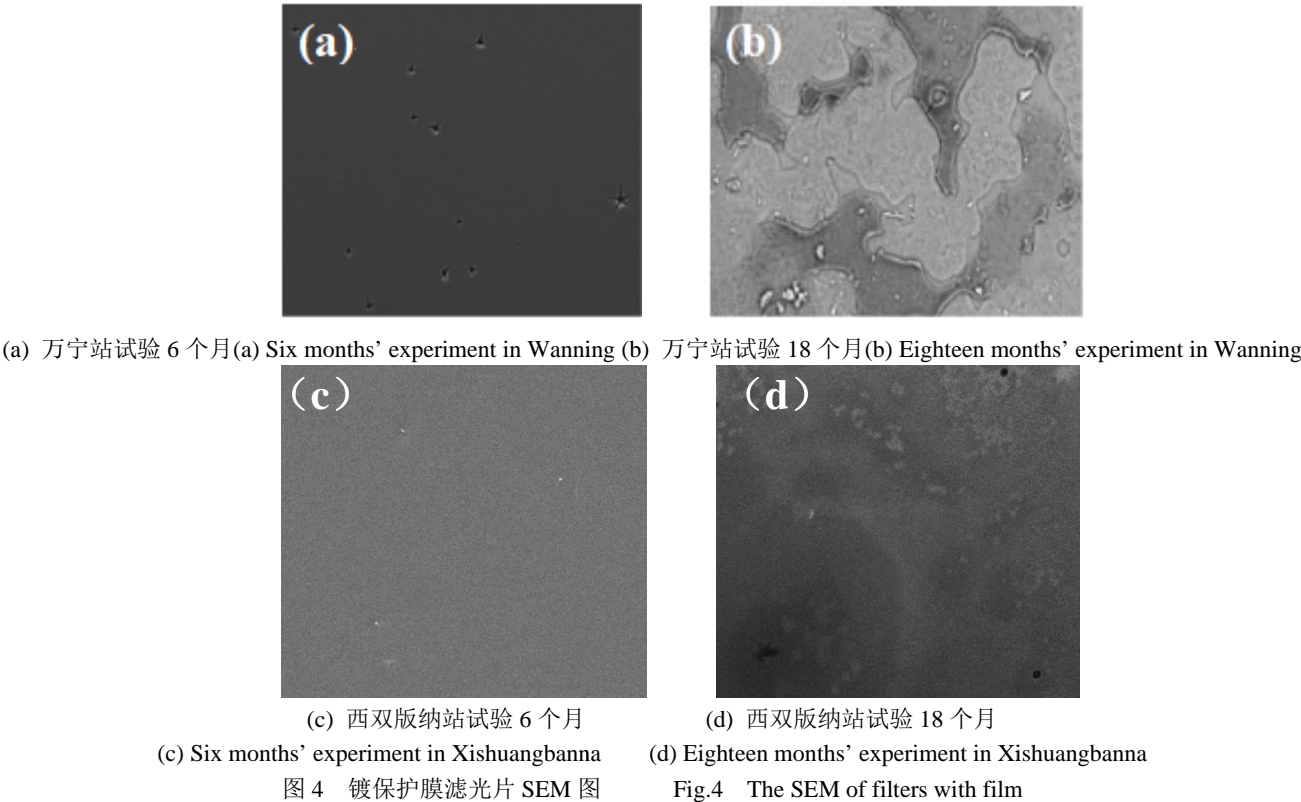 (a)
(b)
(a) 万宁站试验 6 个月(a) Six months’ experiment in Wanning (b) 万宁站试验 18 个月(b) Eighteen months’ experiment in Wanning
（c）
（d）
(c) 西双版纳站试验 6 个月
(d) 西双版纳站试验 18 个月
(c) Six months’ experiment in Xishuangbanna
(d) Eighteen months’ experiment in Xishuangbanna
图 4 镀保护膜滤光片 SEM 图
Fig.4 The SEM of filters with film